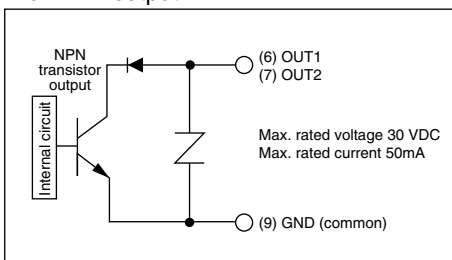 NPN
transistor
output
Internal circuit
(6) OUT1
(7) OUT2
Max. rated voltage 30 VDC
Max. rated current 50mA
(9) GND (common)